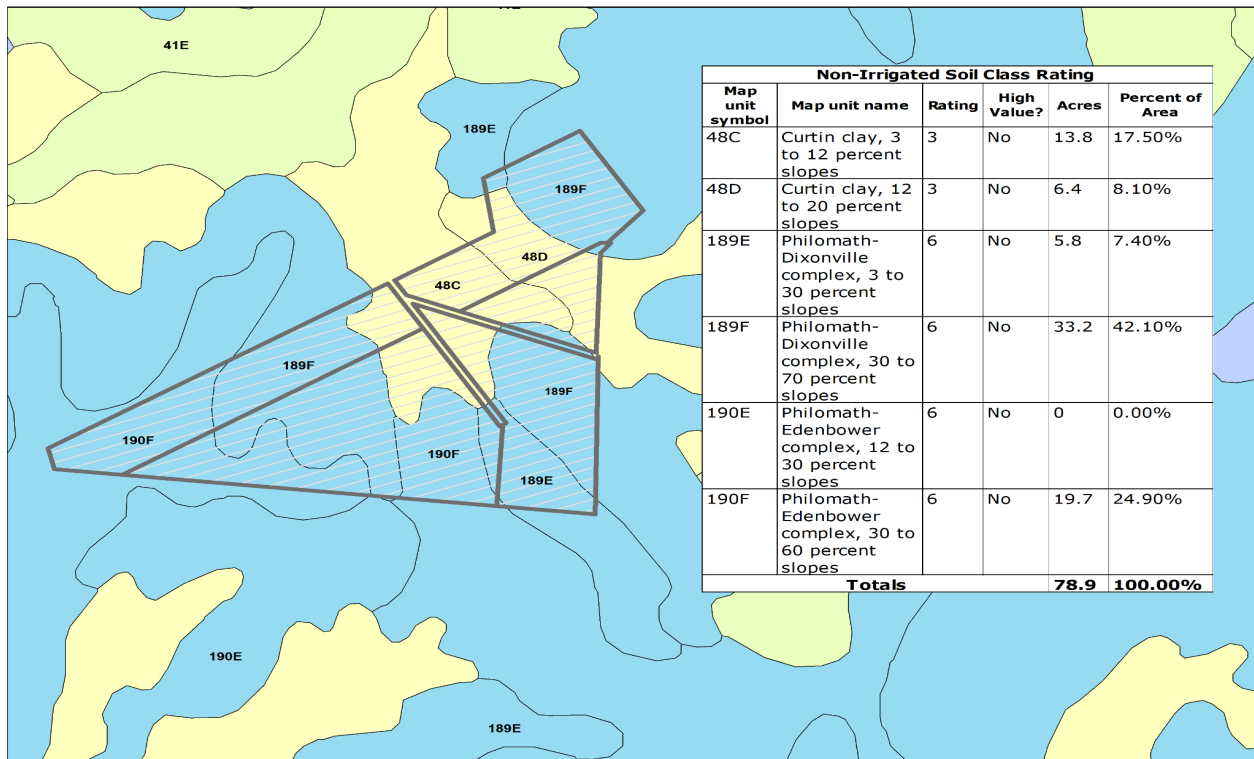 41E
189E
189F
48D
48C
189F
189F
190F
190F
189E
190E
189E
Non-Irrigated Soil Class Rating
Map unit symbol | Map unit name | Rating | High Value? | Acres | Percent of Area
48C | Curtin clay, 3 to 12 percent slopes | 3 | No | 13.8 | 17.50%
48D | Curtin clay, 12 to 20 percent slopes | 3 | No | 6.4 | 8.10%
189E | Philomath-Dixonville complex, 3 to 30 percent slopes | 6 | No | 5.8 | 7.40%
189F | Philomath-Dixonville complex, 30 to 70 percent slopes | 6 | No | 33.2 | 42.10%
190E | Philomath-Edenbower complex, 12 to 30 percent slopes | 6 | No | 0 | 0.00%
190F | Philomath-Edenbower complex, 30 to 60 percent slopes | 6 | No | 19.7 | 24.90%
Totals | 78.9 | 100.00%